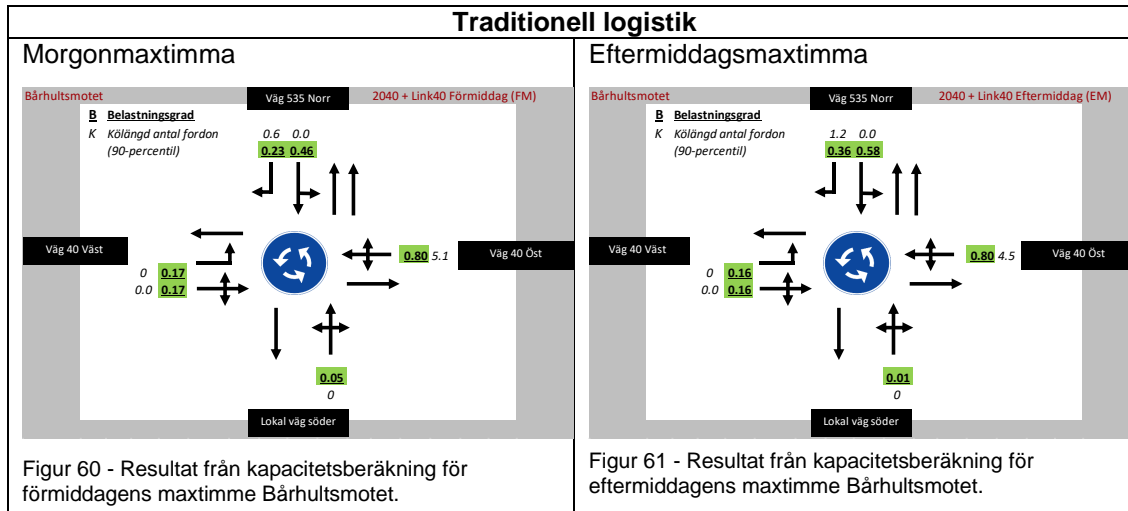 Traditionell logistik
Morgonmaxtimma
Bårhultsmotet
Väg 535 Norr
2040 + Link40 Förmiddag (FM)
B Belastningsgrad
K Kölängd antal fordon
(90-percentil)
0.6 0.0
0.23 0.46
Väg 40 Väst
0 0.17
0.0 0.17
0.80 5.1
Väg 40 Öst
0.05
0
Lokal väg söder
Figur 60 - Resultat från kapacitetsberäkning för
förmiddagens maxtimme Bårhultsmotet.
Eftermiddagsmaxtimma
Bårhultsmotet
Väg 535 Norr
2040 + Link40 Eftermiddag (EM)
B Belastningsgrad
K Kölängd antal fordon
(90-percentil)
1.2 0.0
0.36 0.58
Väg 40 Väst
0 0.16
0.0 0.16
0.80 4.5
Väg 40 Öst
0.01
0
Lokal väg söder
Figur 61 - Resultat från kapacitetsberäkning för
eftermiddagens maxtimme Bårhultsmotet.